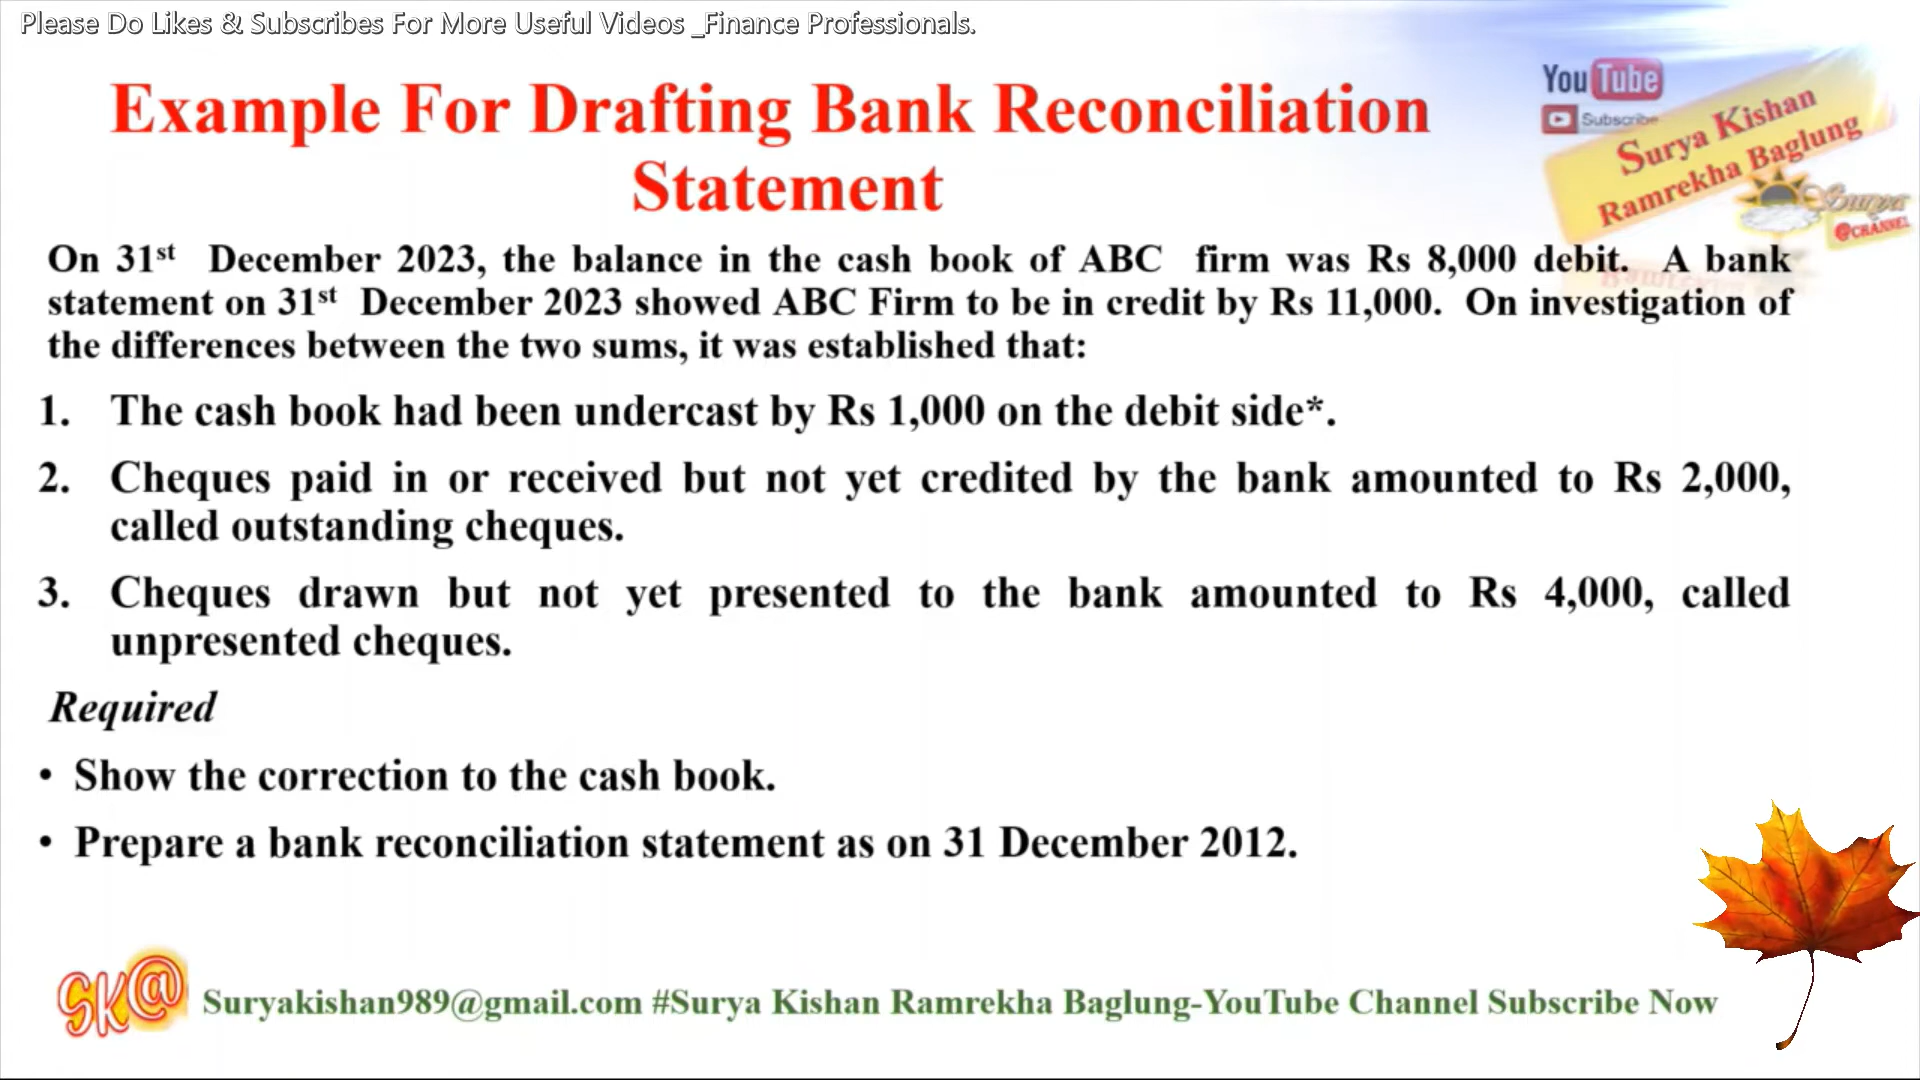 Please Do Likes & Subscribes For More Useful Videos _Finance Professionals.
Example For Drafting Bank Reconciliation
Statement
You Tube
Subscribe
Surya Kishan
Ramrekha Baglung
Surya
@CHANNEL
On 31st December 2023, the balance in the cash book of ABC firm was Rs 8,000 debit. A bank
statement on 31st December 2023 showed ABC Firm to be in credit by Rs 11,000. On investigation of
the differences between the two sums, it was established that:
1. The cash book had been undercast by Rs 1,000 on the debit side*.
2. Cheques paid in or received but not yet credited by the bank amounted to Rs 2,000,
called outstanding cheques.
3. Cheques drawn but not yet presented to the bank amounted to Rs 4,000, called
unpresented cheques.
Required
• Show the correction to the cash book.
• Prepare a bank reconciliation statement as on 31 December 2012.
SK@
Suryakishan989@gmail.com #Surya Kishan Ramrekha Baglung-YouTube Channel Subscribe Now